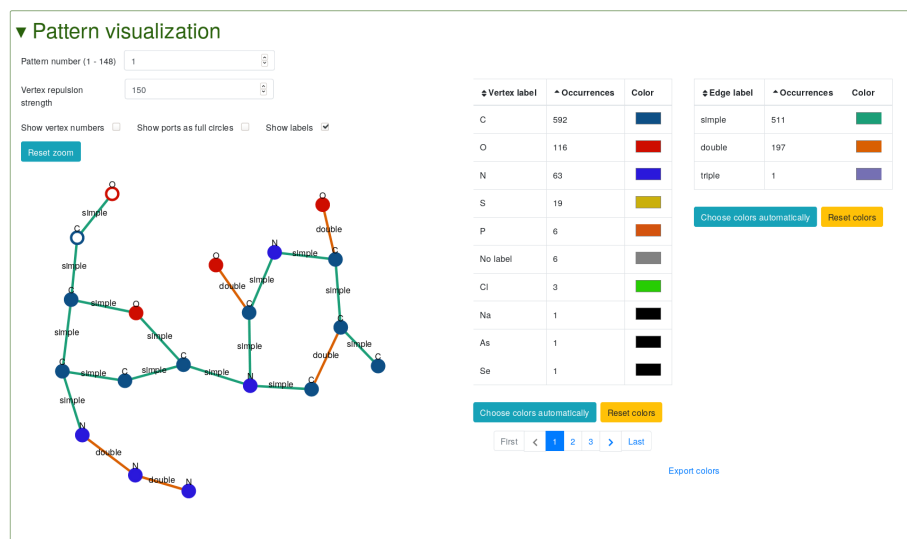 ▾ Pattern visualization
Pattern number (1 - 148) 1
Vertex repulsion strength 150
Show vertex numbers Show ports as full circles Show labels
Reset zoom
O
simple
C
simple
C
simple
O
simple
simple
C
simple
C
simple
C
simple
simple
N
double
N
double
N
O
double
C
simple
N
simple
C
double
O
simple
C
simple
simple
N
simple
C
double
C
Vertex label Occurrences Color
C 592
O 116
N 63
S 19
P 6
No label 6
Cl 3
Na 1
As 1
Se 1
Choose colors automatically Reset colors
First < 1 2 3 > Last
Edge label Occurrences Color
simple 511
double 197
triple 1
Choose colors automatically Reset colors
Export colors